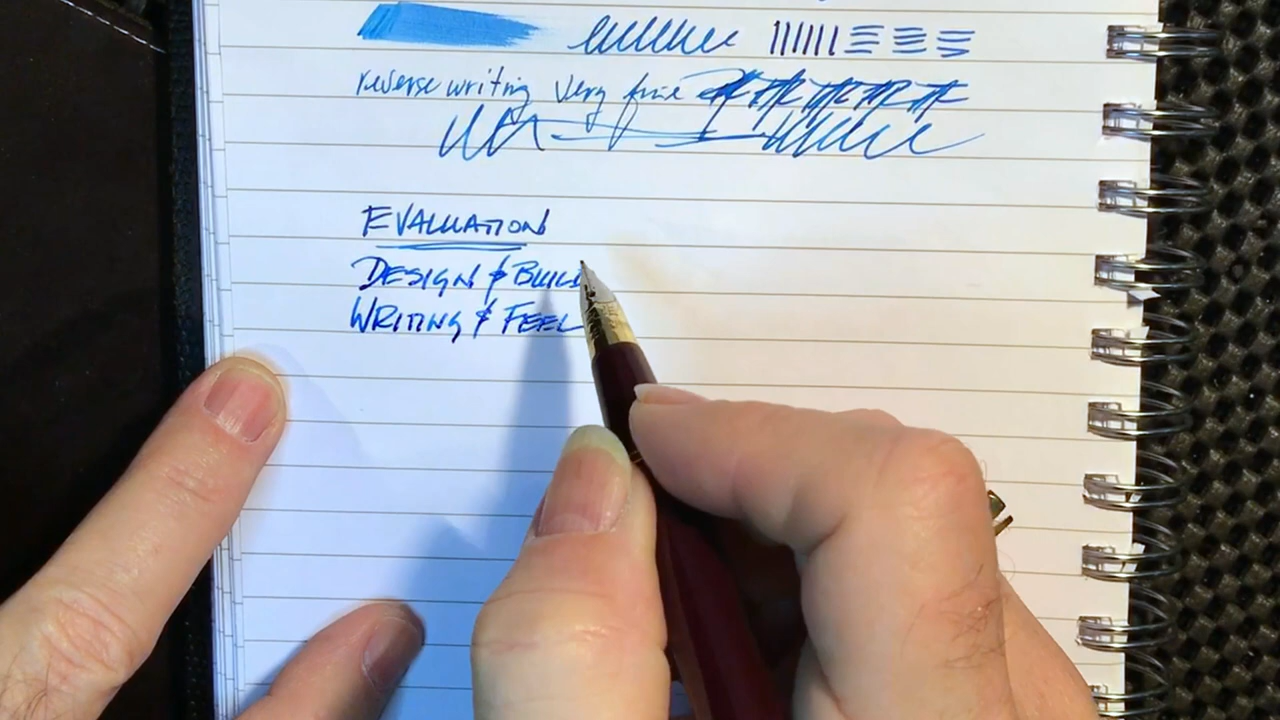 reverse writing very fine
EVALUATION
DESIGN & BUILD
WRITING & FEEL